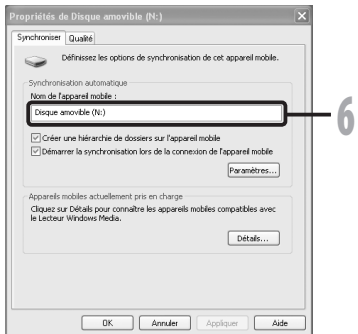 Propriétés de Disque amovible (N:)
Synchroniser Qualité
Définissez les options de synchronisation de cet appareil mobile.
Synchronisation automatique
Nom de l'appareil mobile :
Disque amovible (N:)
6
Créer une hiérarchie de dossiers sur l'appareil mobile
Démarrer la synchronisation lors de la connexion de l'appareil mobile
Paramètres...
Appareils mobiles actuellement pris en charge
Cliquez sur Détails pour connaître les appareils mobiles compatibles avec
le Lecteur Windows Media.
Détails...
OK Annuler Appliquer Aide